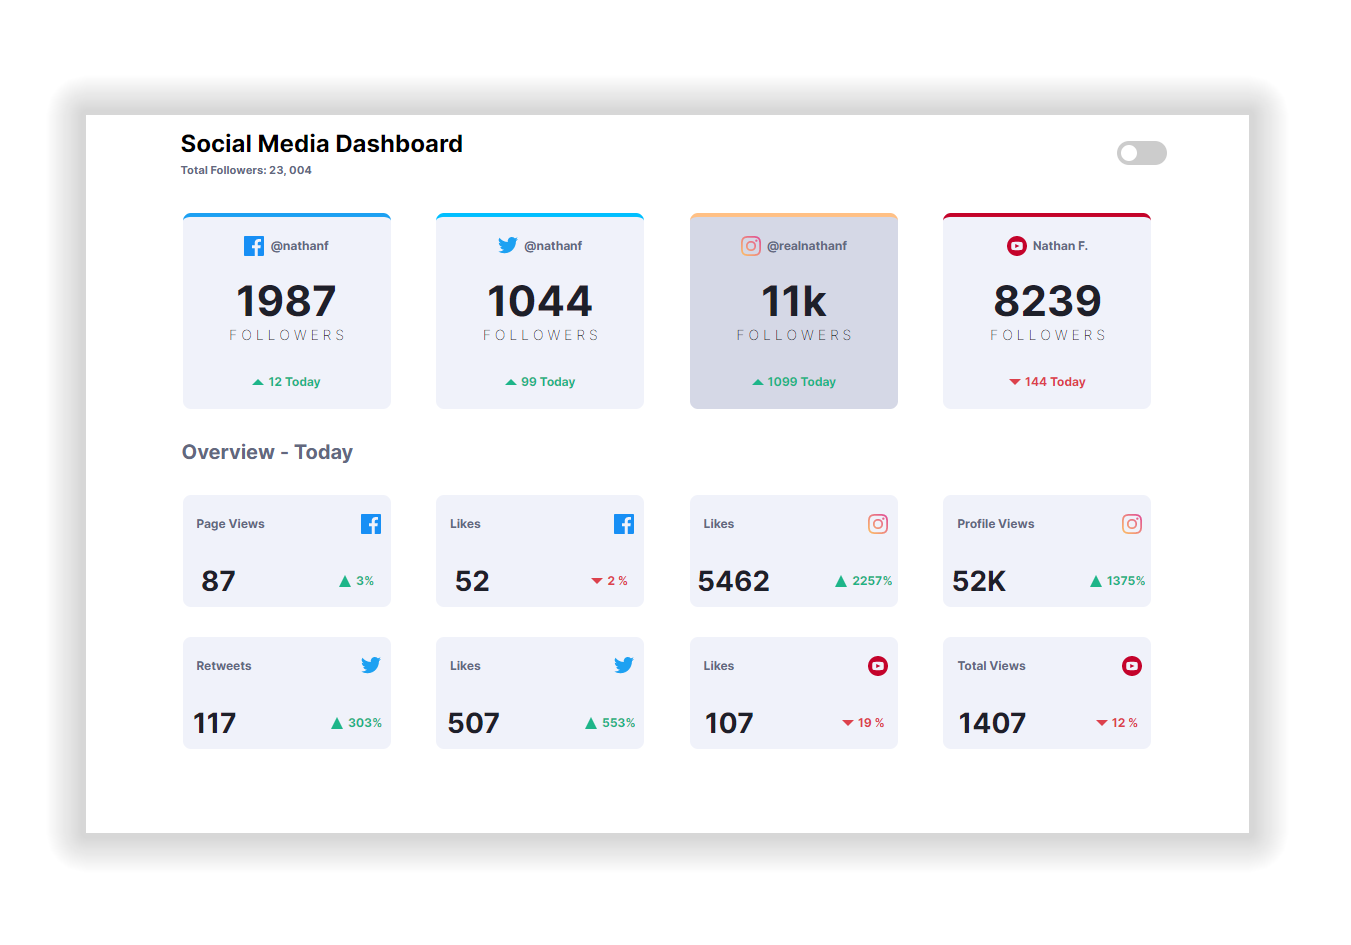 Social Media Dashboard
Total Followers: 23, 004
@nathanf
1987
FOLLOWERS
12 Today
@nathanf
1044
FOLLOWERS
99 Today
@realnathanf
11k
FOLLOWERS
1099 Today
Nathan F.
8239
FOLLOWERS
144 Today
Overview - Today
Page Views
87
3%
Likes
52
2 %
Likes
5462
2257%
Profile Views
52K
1375%
Retweets
117
303%
Likes
507
553%
Likes
107
19 %
Total Views
1407
12 %